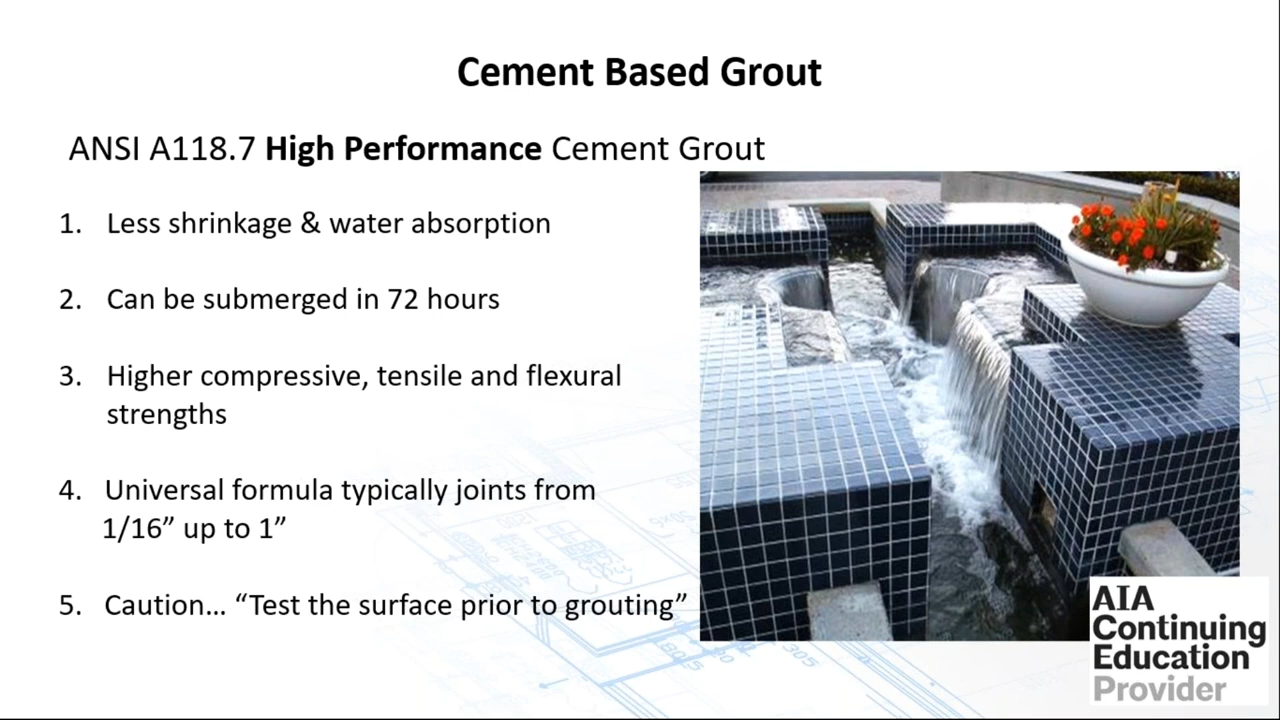 Cement Based Grout
ANSI A118.7 High Performance Cement Grout
1. Less shrinkage & water absorption
2. Can be submerged in 72 hours
3. Higher compressive, tensile and flexural
strengths
4. Universal formula typically joints from
1/16” up to 1”
5. Caution... “Test the surface prior to grouting”
305
AIA
Continuing
Education
Provider